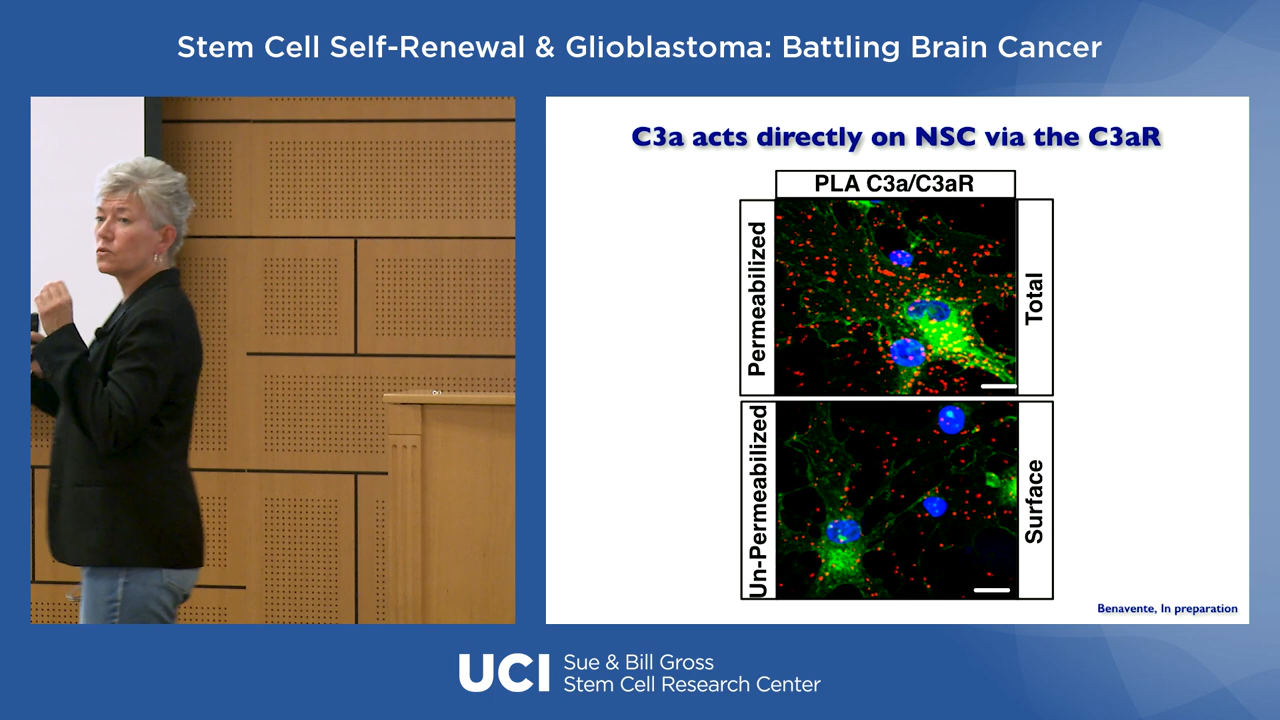 Stem Cell Self-Renewal & Glioblastoma: Battling Brain Cancer
C3a acts directly on NSC via the C3aR
PLA C3a/C3aR
Permeabilized
Total
Un-Permeabilized
Surface
Benavente, In preparation
UCI
Sue & Bill Gross
Stem Cell Research Center